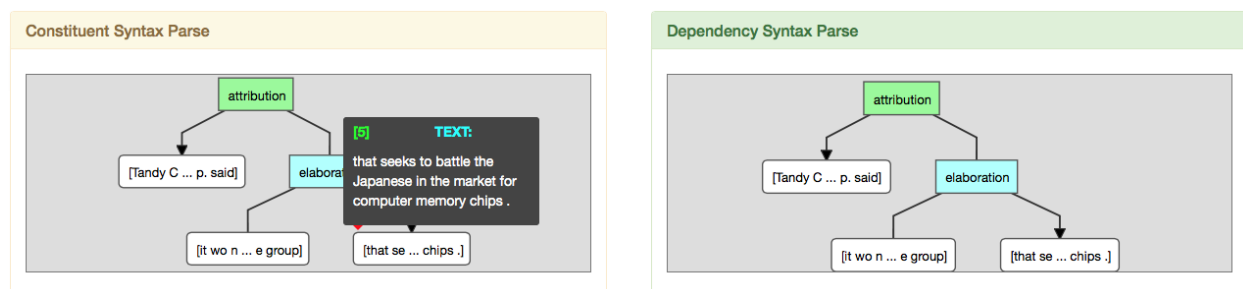 Constituent Syntax Parse
attribution
[5] TEXT:
that seeks to battle the
Japanese in the market for
computer memory chips .
[Tandy C ... p. said]
[it wo n ... e group]
[that se ... chips .]
Dependency Syntax Parse
attribution
[Tandy C ... p. said]
elaboration
[it wo n ... e group]
[that se ... chips .]